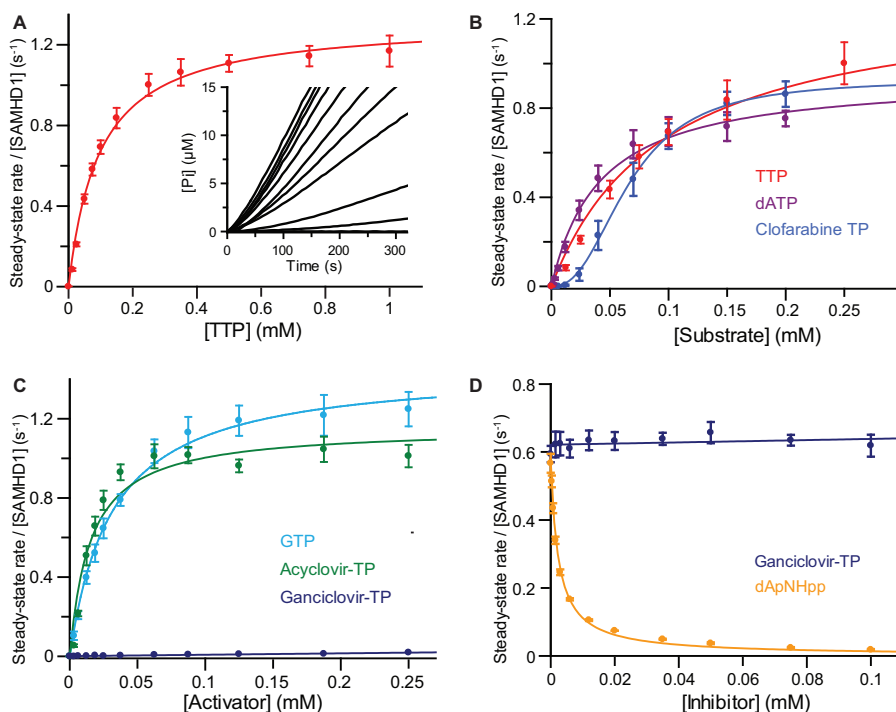 A
Steady-state rate / [SAMHD1] (s⁻¹)
1.2
0.8
0.4
0
0
0.2
0.4
0.6
0.8
1
[TTP] (mM)
[Pi] (µM)
15
10
5
0
0
100
200
300
Time (s)
B
Steady-state rate / [SAMHD1] (s⁻¹)
1.2
1.0
0.8
0.6
0.4
0.2
0
0
0.05
0.1
0.15
0.2
0.25
[Substrate] (mM)
TTP
dATP
Clofarabine TP
C
Steady-state rate / [SAMHD1] (s⁻¹)
1.2
0.8
0.4
0
0
0.05
0.1
0.15
0.2
0.25
[Activator] (mM)
GTP
Acyclovir-TP
Ganciclovir-TP
D
Steady-state rate / [SAMHD1] (s⁻¹)
0.8
0.6
0.4
0.2
0
0
0.02
0.04
0.06
0.08
0.1
[Inhibitor] (mM)
Ganciclovir-TP
dApNHpp